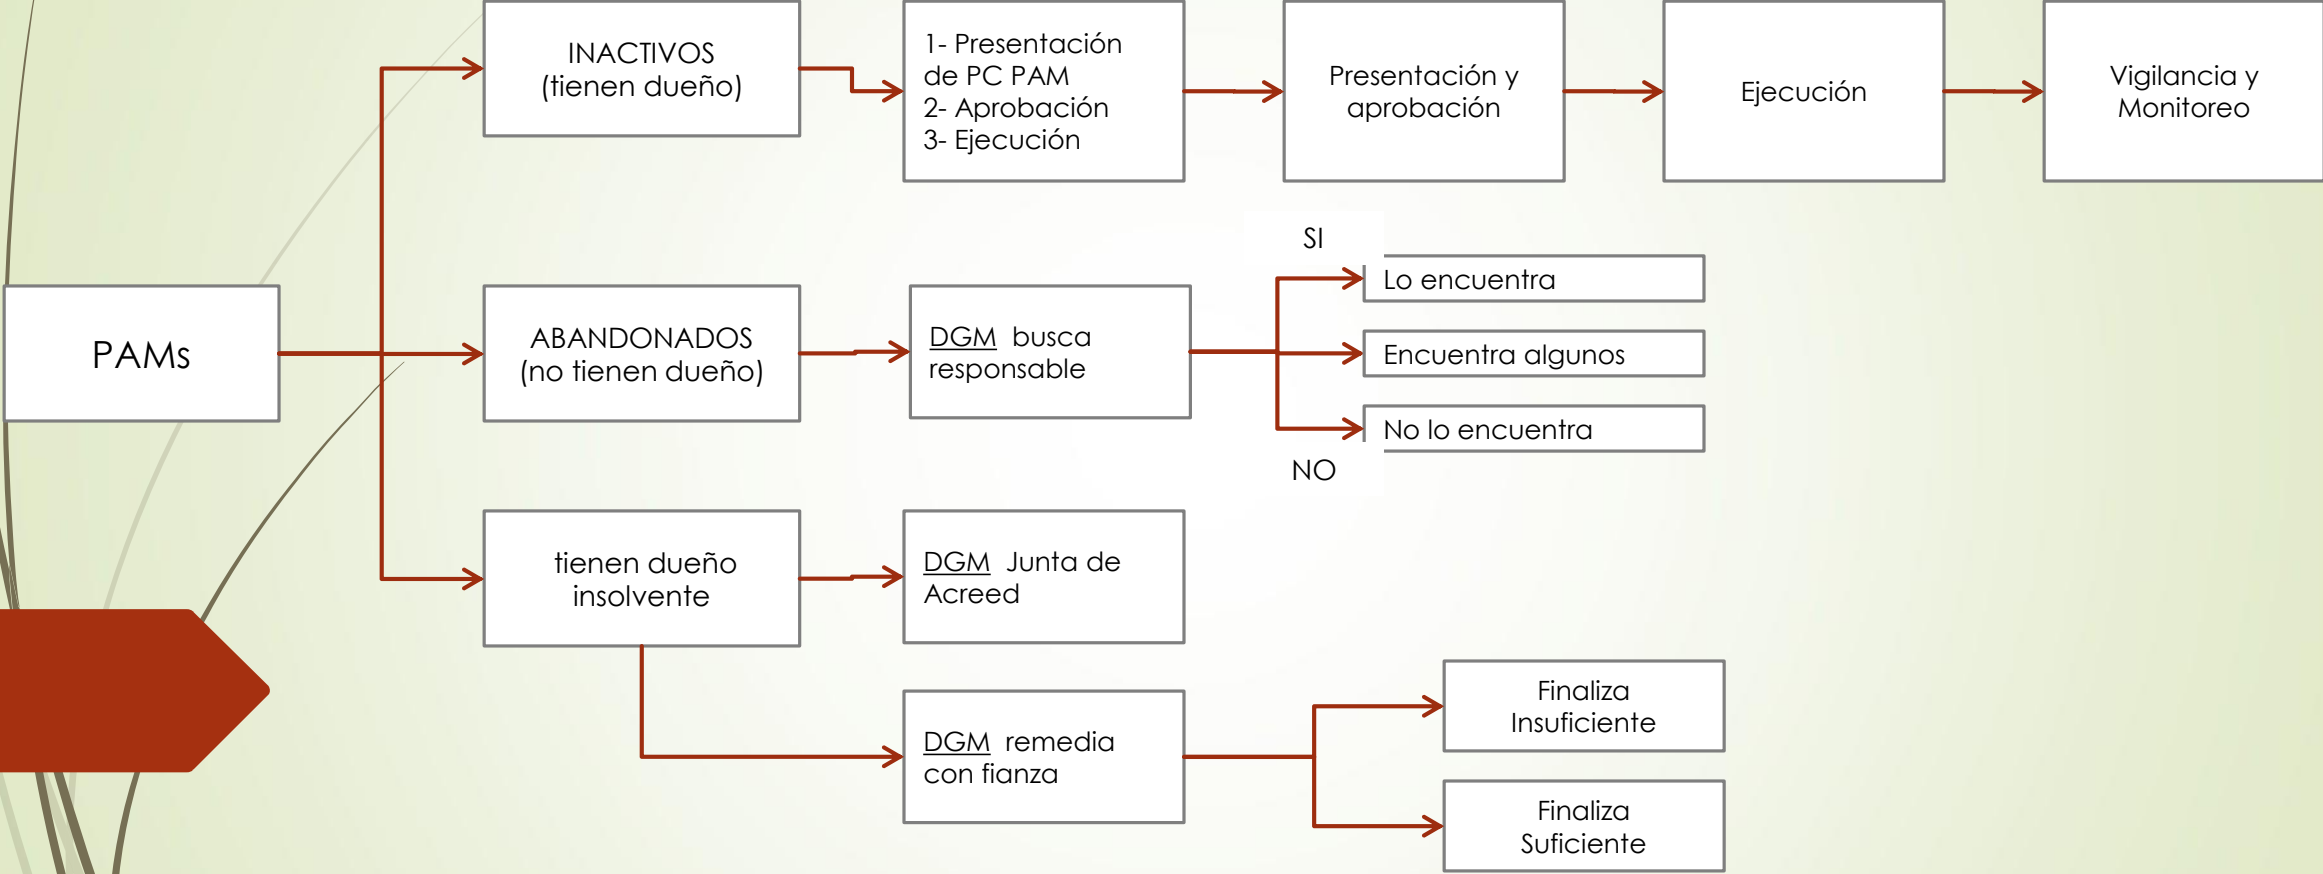 INACTIVOS
(tienen dueño)
1- Presentación
de PC PAM
2- Aprobación
3- Ejecución
Presentación y
aprobación
Ejecución
Vigilancia y
Monitoreo
PAMs
ABANDONADOS
(no tienen dueño)
DGM busca
responsable
SI
Lo encuentra
Encuentra algunos
No lo encuentra
NO
tienen dueño
insolvente
DGM Junta de
Acreed
DGM remedia
con fianza
Finaliza
Insuficiente
Finaliza
Suficiente